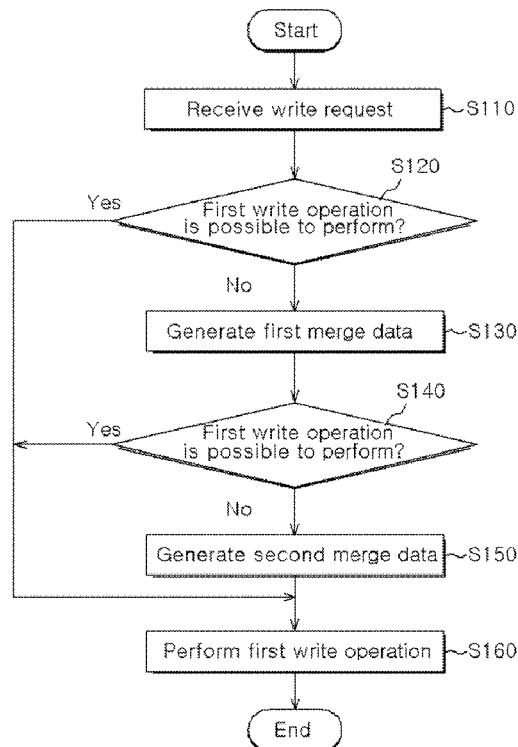 Start
Receive write request
S110
S120
Yes
First write operation
is possible to perform?
No
Generate first merge data
S130
S140
Yes
First write operation
is possible to perform?
No
Generate second merge data
S150
Perform first write operation
S160
End